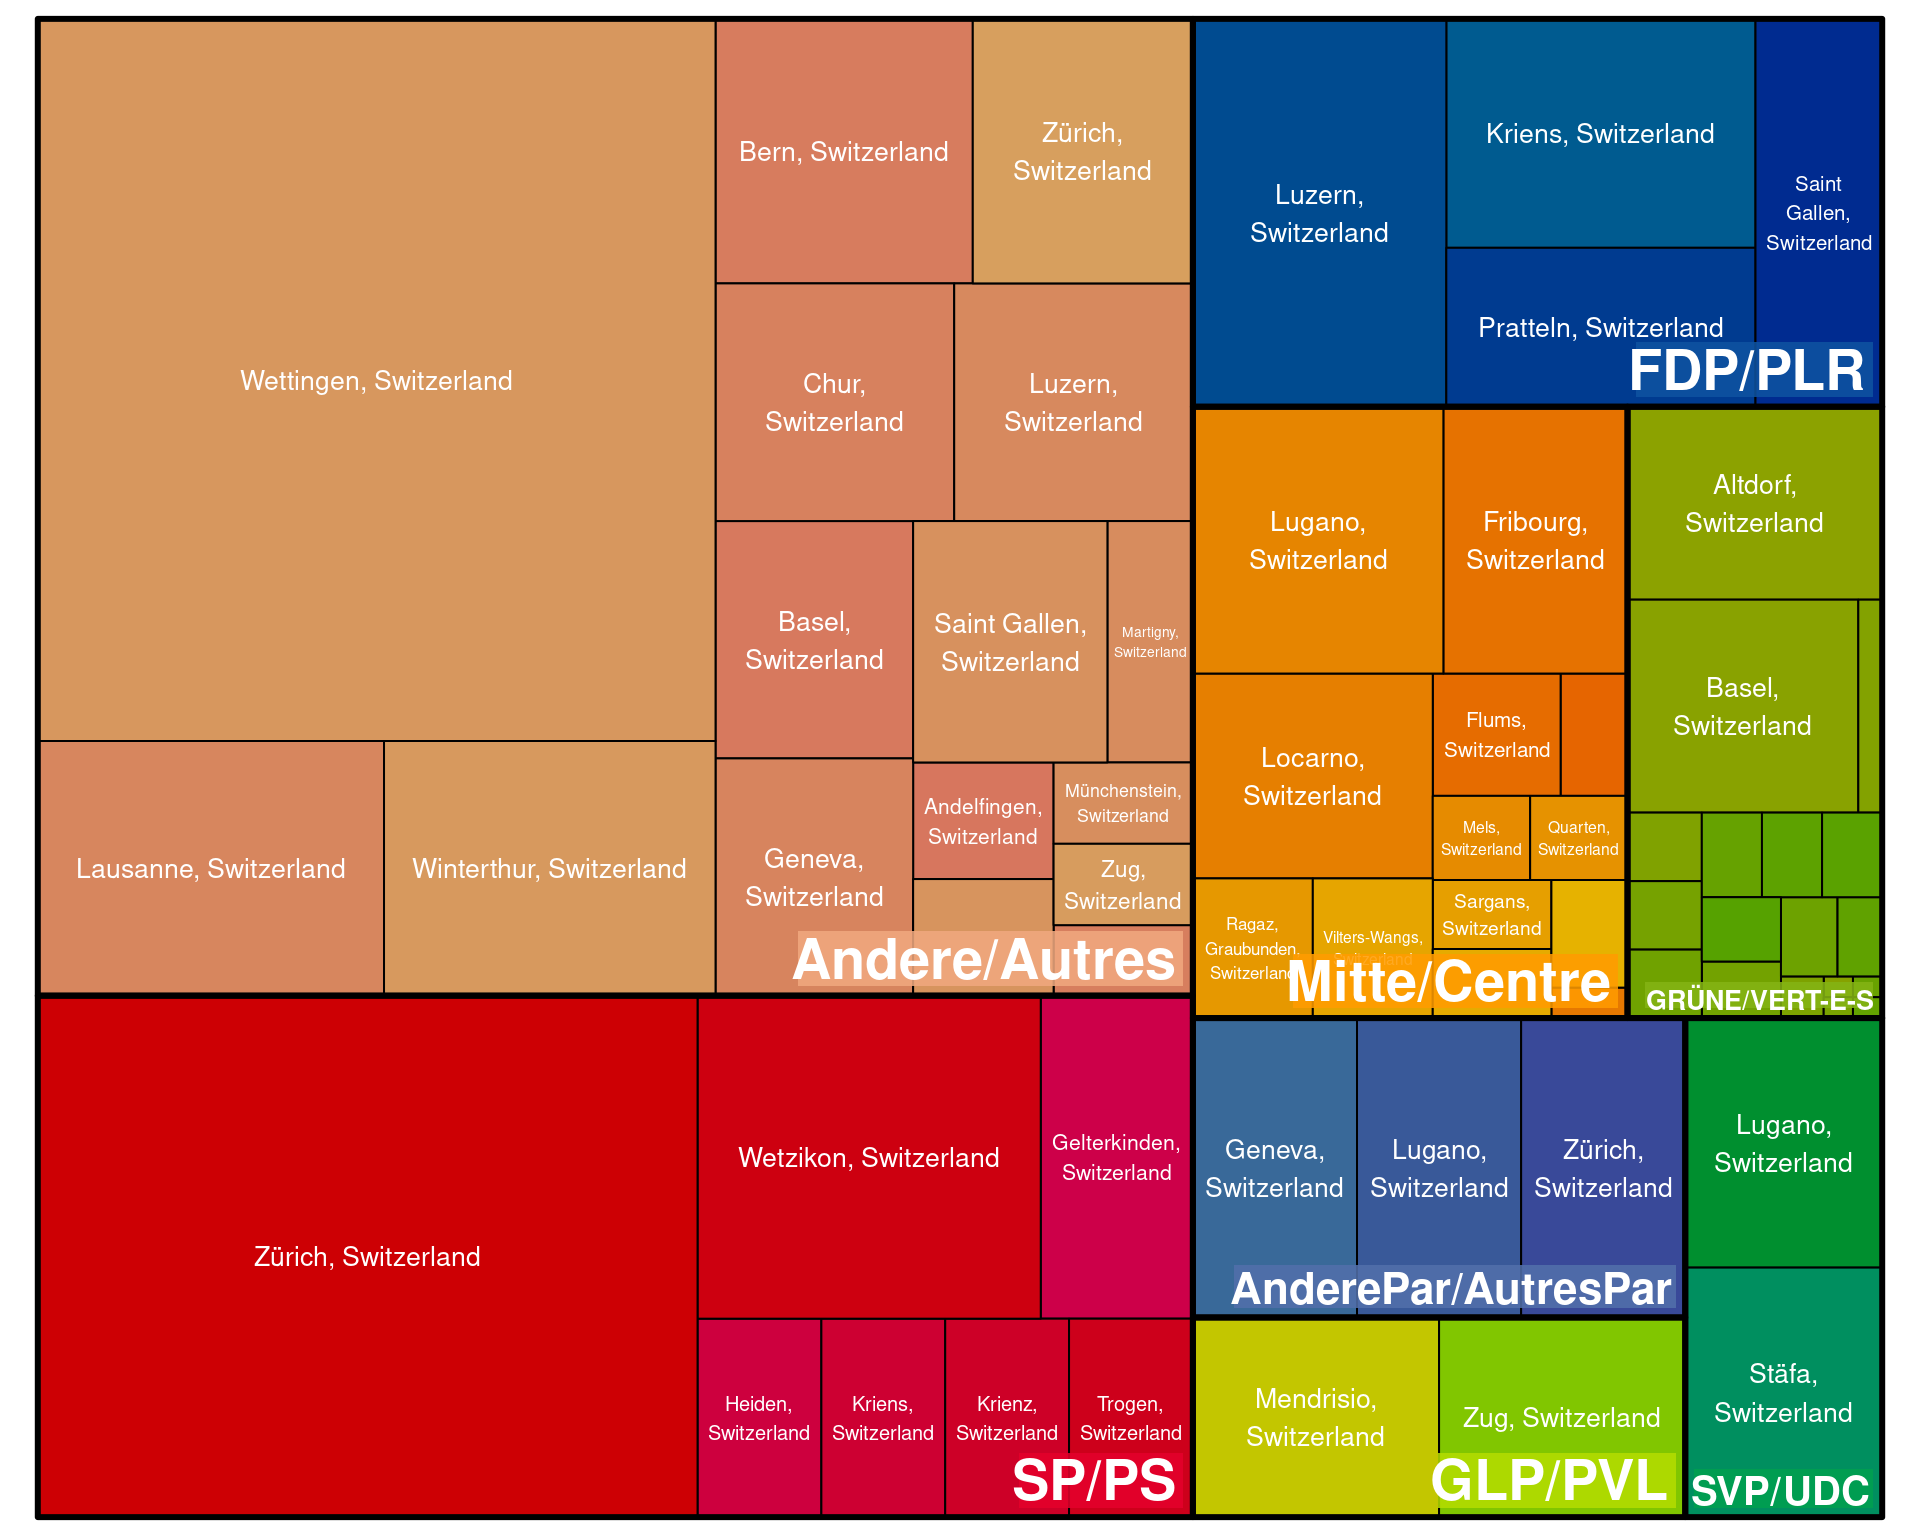 Wettingen, Switzerland
Bern, Switzerland
Zürich,
Switzerland
Chur,
Switzerland
Luzern,
Switzerland
Basel,
Switzerland
Saint Gallen,
Switzerland
Martigny,
Switzerland
Lausanne, Switzerland
Winterthur, Switzerland
Geneva,
Switzerland
Andelfingen,
Switzerland
Münchenstein,
Switzerland
Zug,
Switzerland
Andere/Autres
Luzern,
Switzerland
Kriens, Switzerland
Saint
Gallen,
Switzerland
Pratteln, Switzerland
FDP/PLR
Lugano,
Switzerland
Fribourg,
Switzerland
Locarno,
Switzerland
Flums,
Switzerland
Mels,
Switzerland
Quarten,
Switzerland
Ragaz,
Graubunden,
Switzerland
Vilters-Wangs,
Switzerland
Sargans,
Switzerland
Mitte/Centre
Altdorf,
Switzerland
Basel,
Switzerland
GRÜNE/VERT-E-S
Zürich, Switzerland
Wetzikon, Switzerland
Gelterkinden,
Switzerland
Heiden,
Switzerland
Kriens,
Switzerland
Krienz,
Switzerland
Trogen,
Switzerland
SP/PS
Geneva,
Switzerland
Lugano,
Switzerland
Zürich,
Switzerland
AnderePar/AutresPar
Mendrisio,
Switzerland
Zug, Switzerland
GLP/PVL
Lugano,
Switzerland
Stäfa,
Switzerland
SVP/UDC